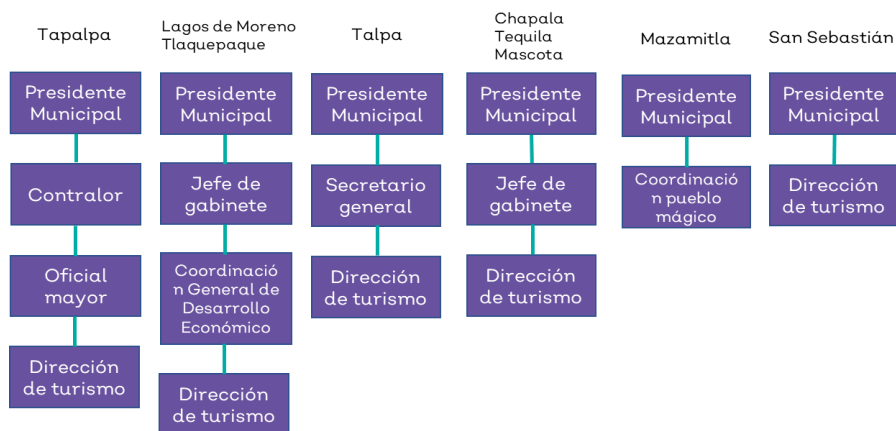 Tapalpa
Presidente
Municipal
Contralor
Oficial
mayor
Dirección
de turismo
Lagos de Moreno
Tlaquepaque
Presidente
Municipal
Jefe de
gabinete
Coordinació
n General de
Desarrollo
Económico
Dirección
de turismo
Talpa
Presidente
Municipal
Secretario
general
Dirección
de turismo
Chapala
Tequila
Mascota
Presidente
Municipal
Jefe de
gabinete
Dirección
de turismo
Mazamitla
Presidente
Municipal
Coordinació
n pueblo
mágico
San Sebastián
Presidente
Municipal
Dirección
de turismo